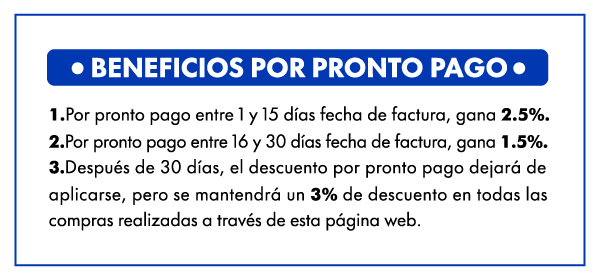 • BENEFICIOS POR PRONTO PAGO •
1.Por pronto pago entre 1 y 15 días fecha de factura, gana 2.5%.
2.Por pronto pago entre 16 y 30 días fecha de factura, gana 1.5%.
3.Después de 30 días, el descuento por pronto pago dejará de
aplicarse, pero se mantendrá un 3% de descuento en todas las
compras realizadas a través de esta página web.